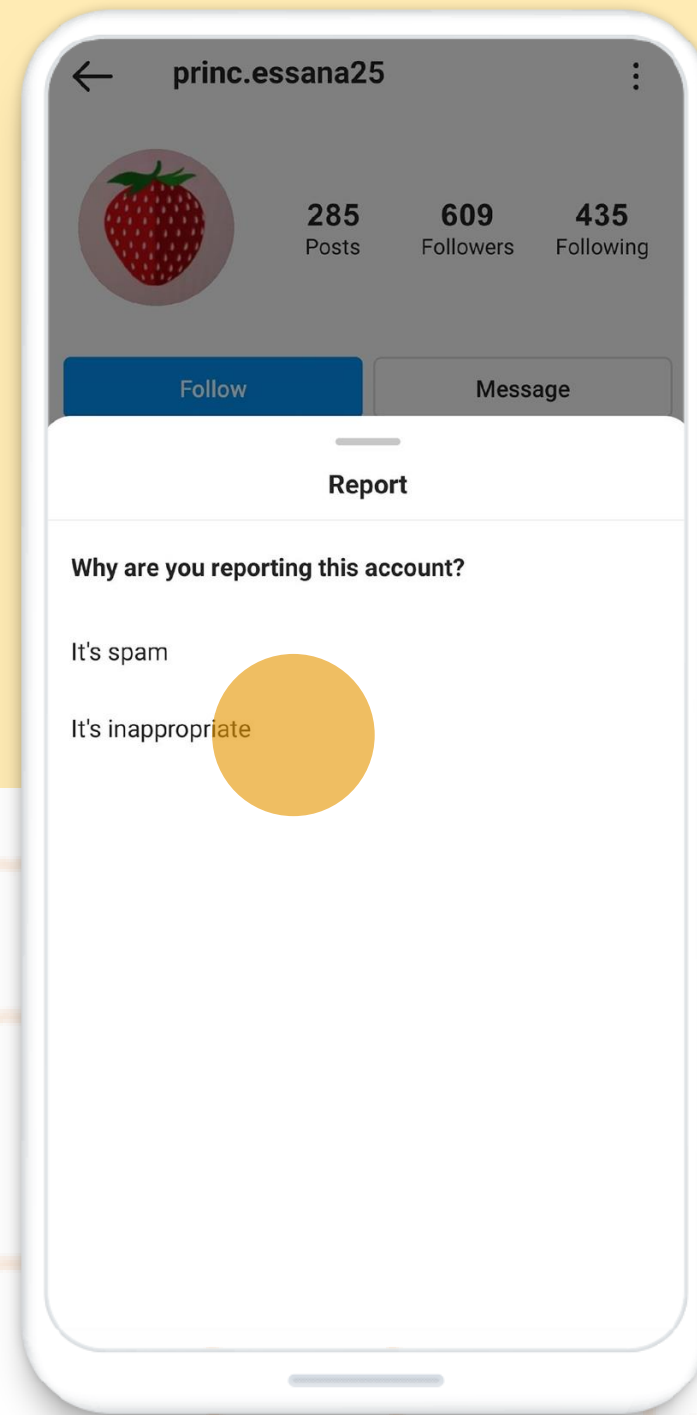 princ.essana25
285 609 435
Posts Followers Following
Follow Message
Report
Why are you reporting this account?
It's spam
It's inappropriate